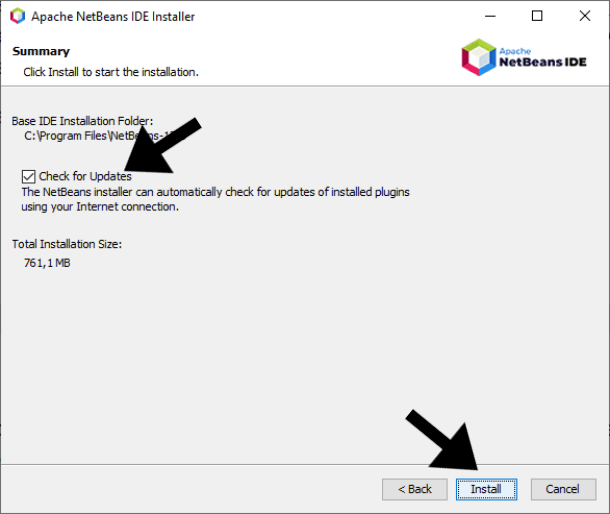 Apache NetBeans IDE Installer
Summary
Click Install to start the installation.
Apache
NetBeans IDE
Base IDE Installation Folder:
C:\Program Files\NetBeans-
Check for Updates
The NetBeans installer can automatically check for updates of installed plugins
using your Internet connection.
Total Installation Size:
761,1 MB
< Back
Install
Cancel